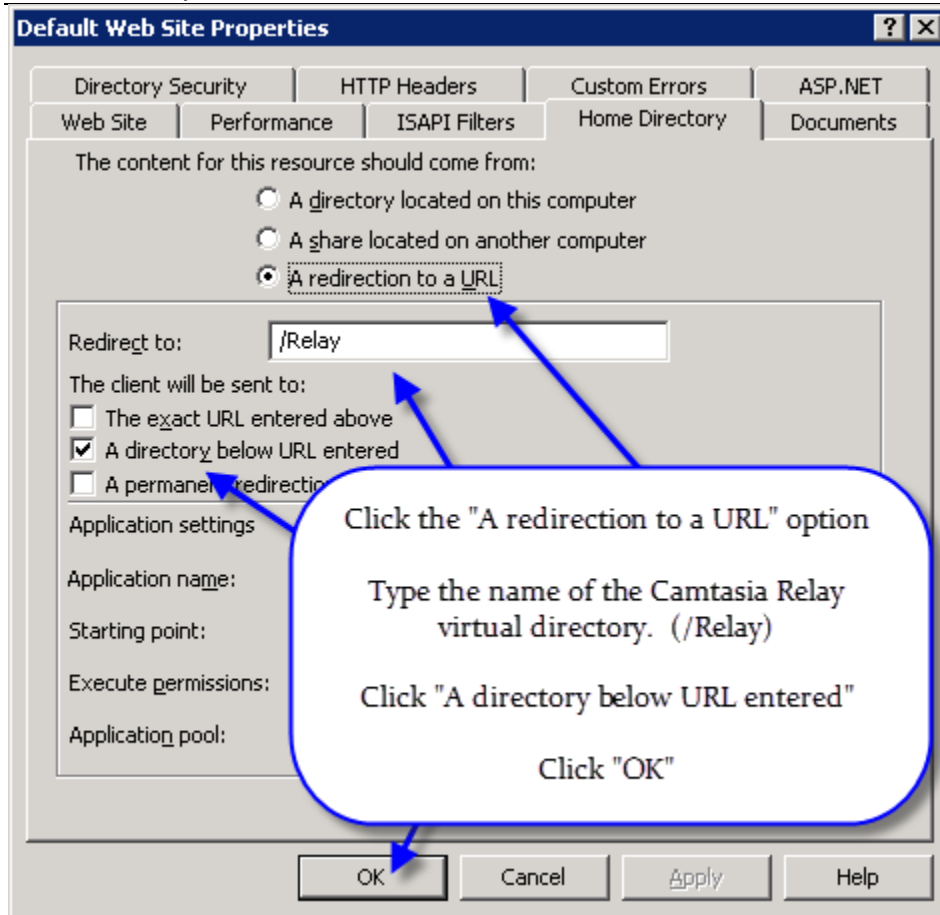 Default Web Site Properties
Directory Security HTTP Headers Custom Errors ASP.NET
Web Site Performance ISAPI Filters Home Directory Documents
The content for this resource should come from:
A directory located on this computer
A share located on another computer
A redirection to a URL
Redirect to: /Relay
The client will be sent to:
The exact URL entered above
A directory below URL entered
A permanent redirection
Application settings
Application name:
Starting point:
Execute permissions:
Application pool:
Click the "A redirection to a URL" option
Type the name of the Camtasia Relay
virtual directory. (/Relay)
Click "A directory below URL entered"
Click "OK"
OK Cancel Apply Help